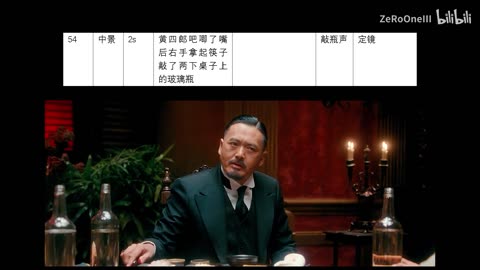 ZeRoOneIII bilibili
54 中景 2s 黄四郎吧唧了嘴 敲瓶声 定镜
后右手拿起筷子
敲了两下桌子上
的玻璃瓶